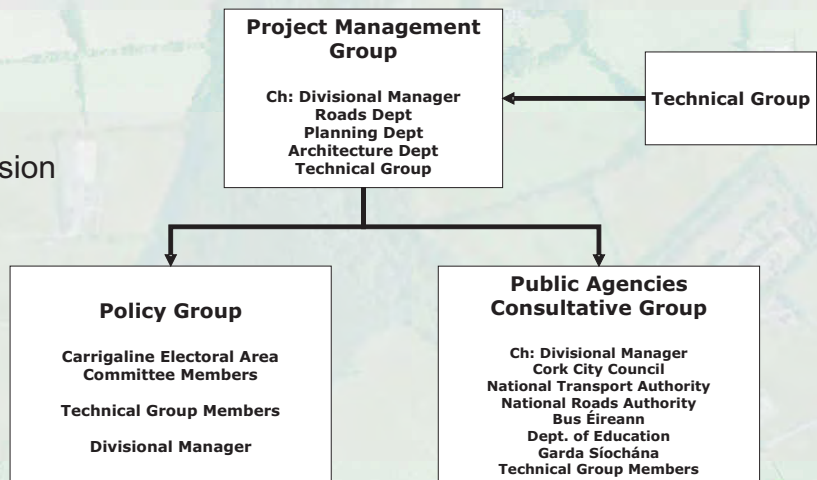 Project Management
Group
Ch: Divisional Manager
Roads Dept
Planning Dept
Architecture Dept
Technical Group
Technical Group
sion
Policy Group
Carrigaline Electoral Area
Committee Members
Technical Group Members
Divisional Manager
Public Agencies
Consultative Group
Ch: Divisional Manager
Cork City Council
National Transport Authority
National Roads Authority
Bus Éireann
Dept. of Education
Garda Síochána
Technical Group Members